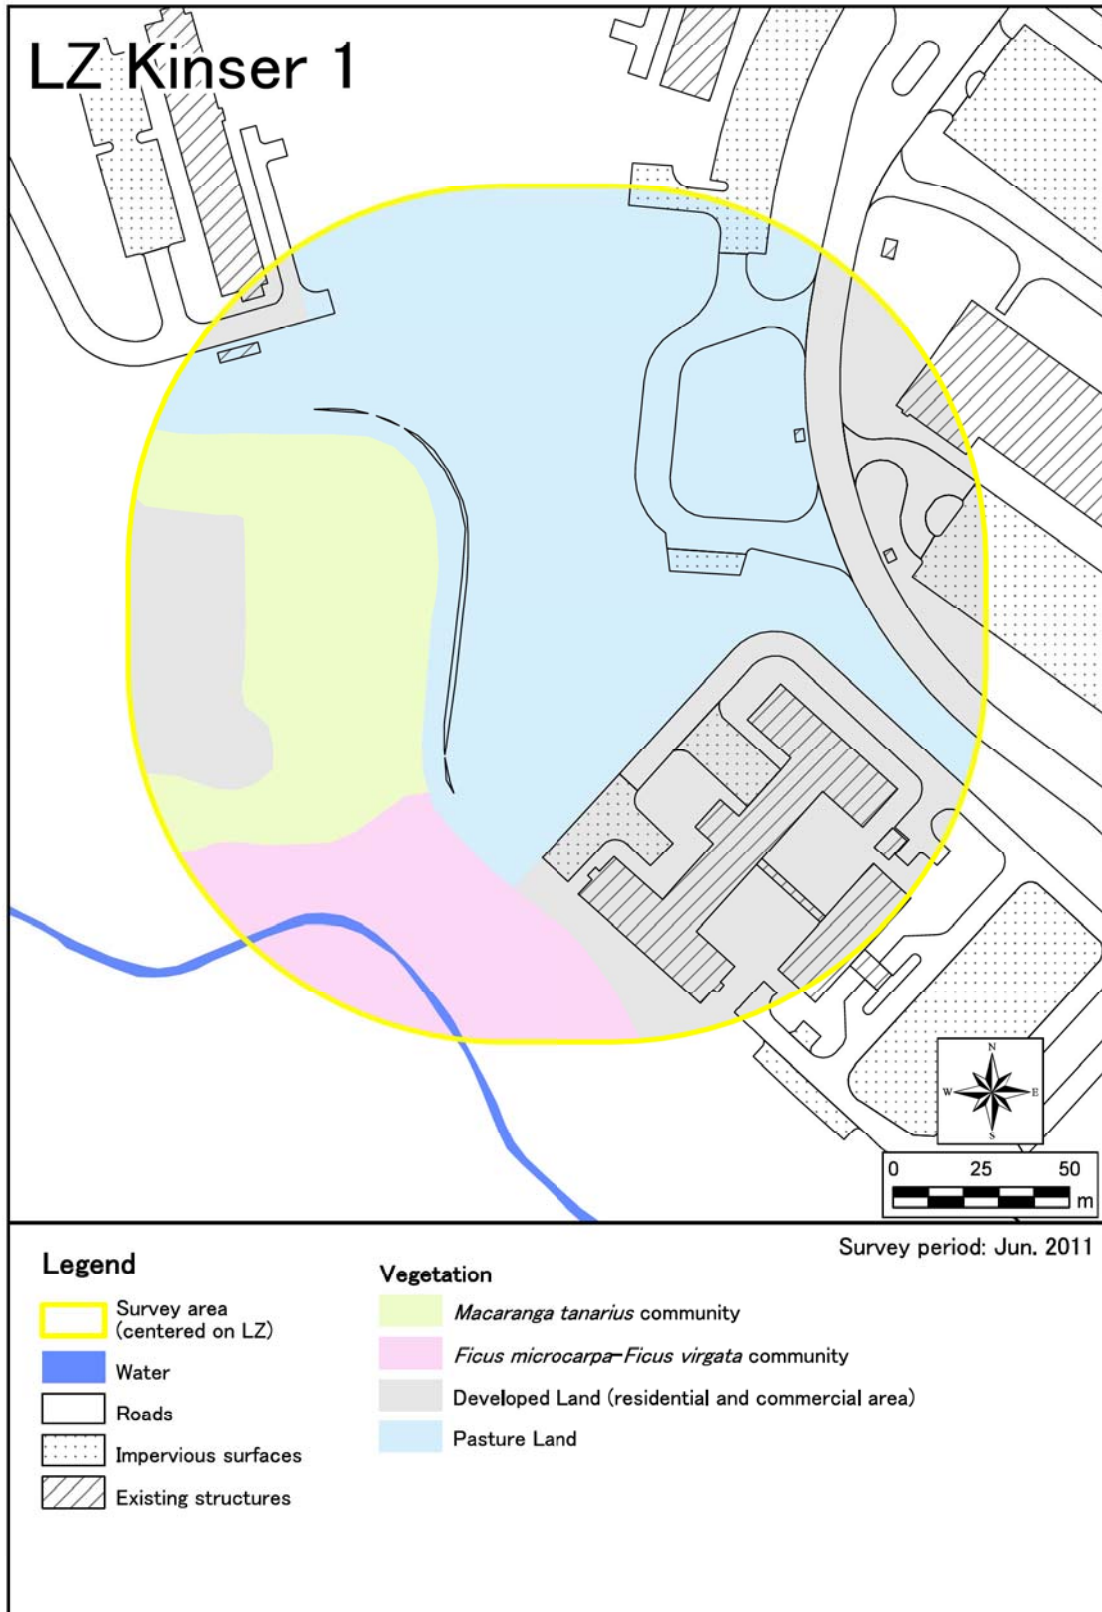 LZ Kinser 1
N
W E
S
0 25 50
m
Survey period: Jun. 2011
Legend
Survey area
(centered on LZ)
Water
Roads
Impervious surfaces
Existing structures
Vegetation
Macaranga tanarius community
Ficus microcarpa-Ficus virgata community
Developed Land (residential and commercial area)
Pasture Land